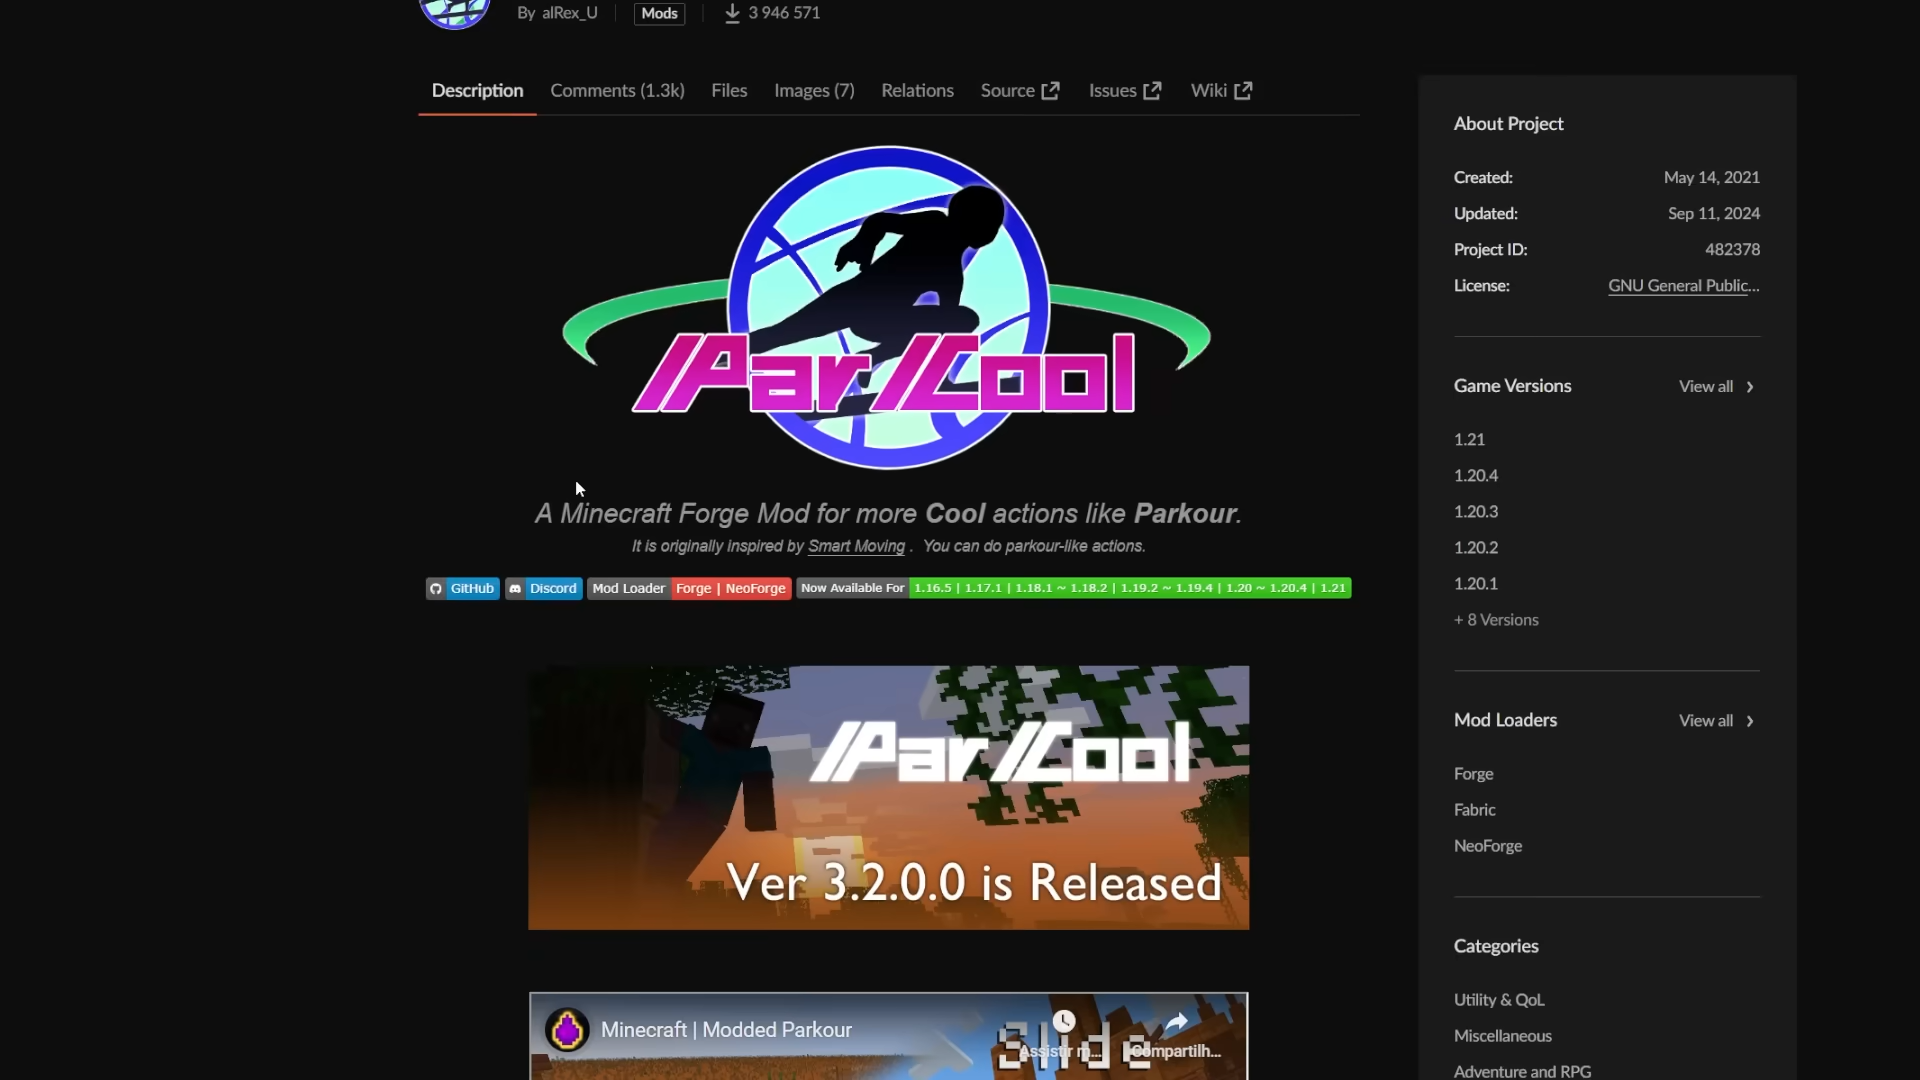 By alRex_U Mods 3 946 571
Description Comments (1.3k) Files Images (7) Relations Source Issues Wiki
ParCool
A Minecraft Forge Mod for more Cool actions like Parkour.
It is originally inspired by Smart Moving . You can do parkour-like actions.
GitHub Discord Mod Loader Forge | NeoForge Now Available For 1.16.5 | 1.17.1 | 1.18.1 ~ 1.18.2 | 1.19.2 ~ 1.19.4 | 1.20 ~ 1.20.4 | 1.21
ParCool
Ver 3.2.0.0 is Released
Minecraft | Modded Parkour
Slide
Assistir m... Compartilh...
About Project
Created: May 14, 2021
Updated: Sep 11, 2024
Project ID: 482378
License: GNU General Public...
Game Versions View all
1.21
1.20.4
1.20.3
1.20.2
1.20.1
+ 8 Versions
Mod Loaders View all
Forge
Fabric
NeoForge
Categories
Utility & QoL
Miscellaneous
Adventure and RPG